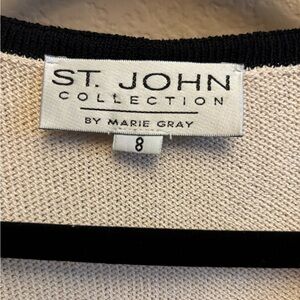 ST. JOHN
COLLECTION
BY MARIE GRAY
8